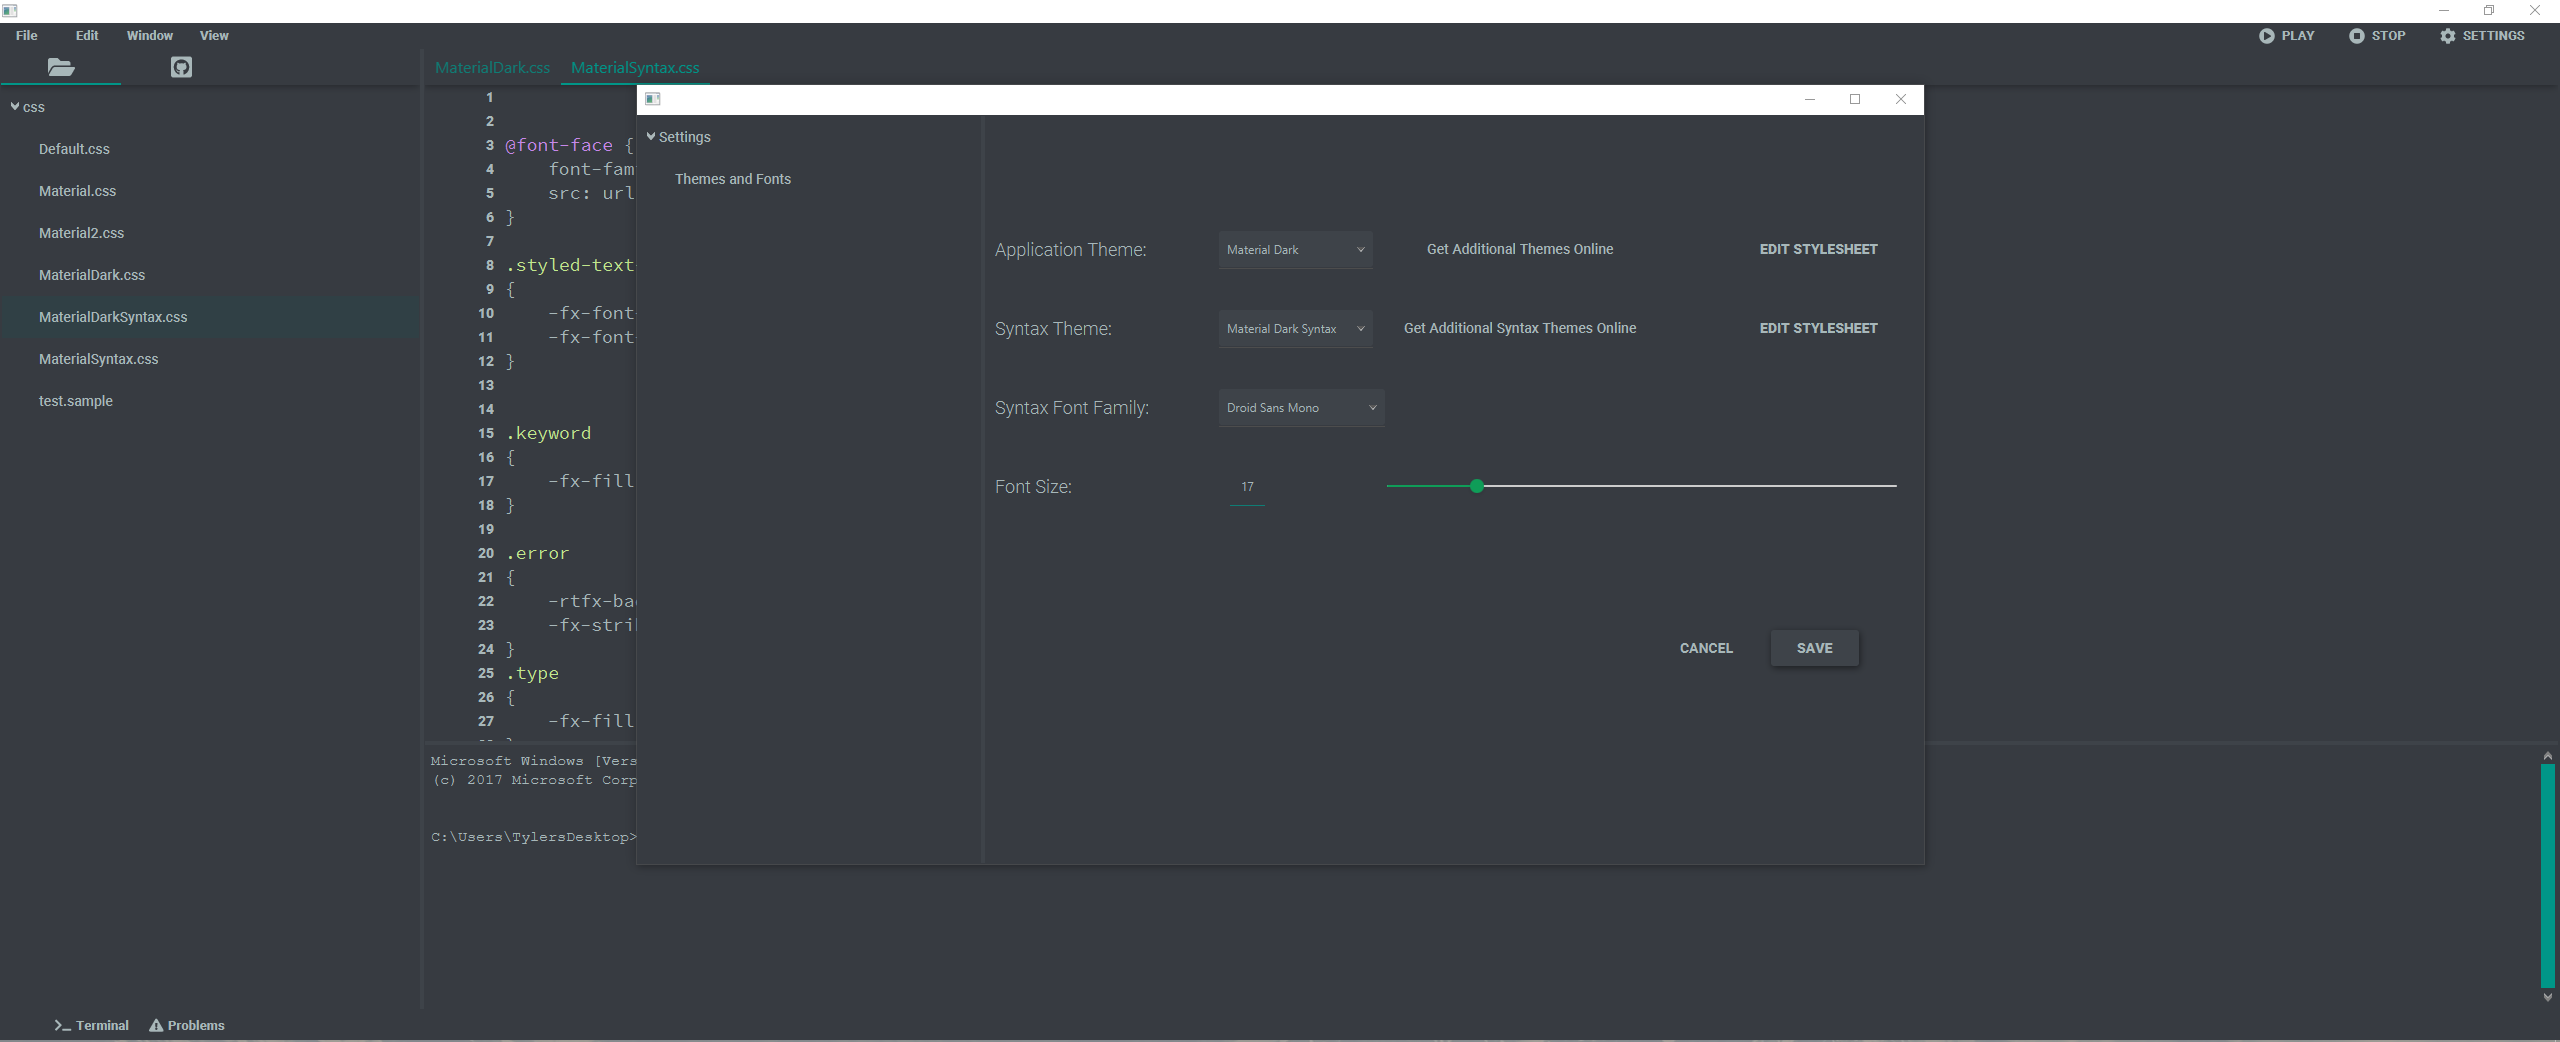 File Edit Window View PLAY STOP SETTINGS
MaterialDark.css MaterialSyntax.css
css
Default.css
Material.css
Material2.css
MaterialDark.css
MaterialDarkSyntax.css
MaterialSyntax.css
test.sample
1
2
3 @font-face {
4 font-fam
5 src: url
6 }
7
8 .styled-text-
9 {
10 -fx-font-
11 -fx-font-
12 }
13
14
15 .keyword
16 {
17 -fx-fill
18 }
19
20 .error
21 {
22 -rtfx-bac
23 -fx-stri
24 }
25 .type
26 {
27 -fx-fill
Microsoft Windows [Vers
(c) 2017 Microsoft Corp
C:\Users\TylersDesktop>
Settings
Themes and Fonts
Application Theme: Material Dark Get Additional Themes Online EDIT STYLESHEET
Syntax Theme: Material Dark Syntax Get Additional Syntax Themes Online EDIT STYLESHEET
Syntax Font Family: Droid Sans Mono
Font Size: 17
CANCEL SAVE
Terminal Problems